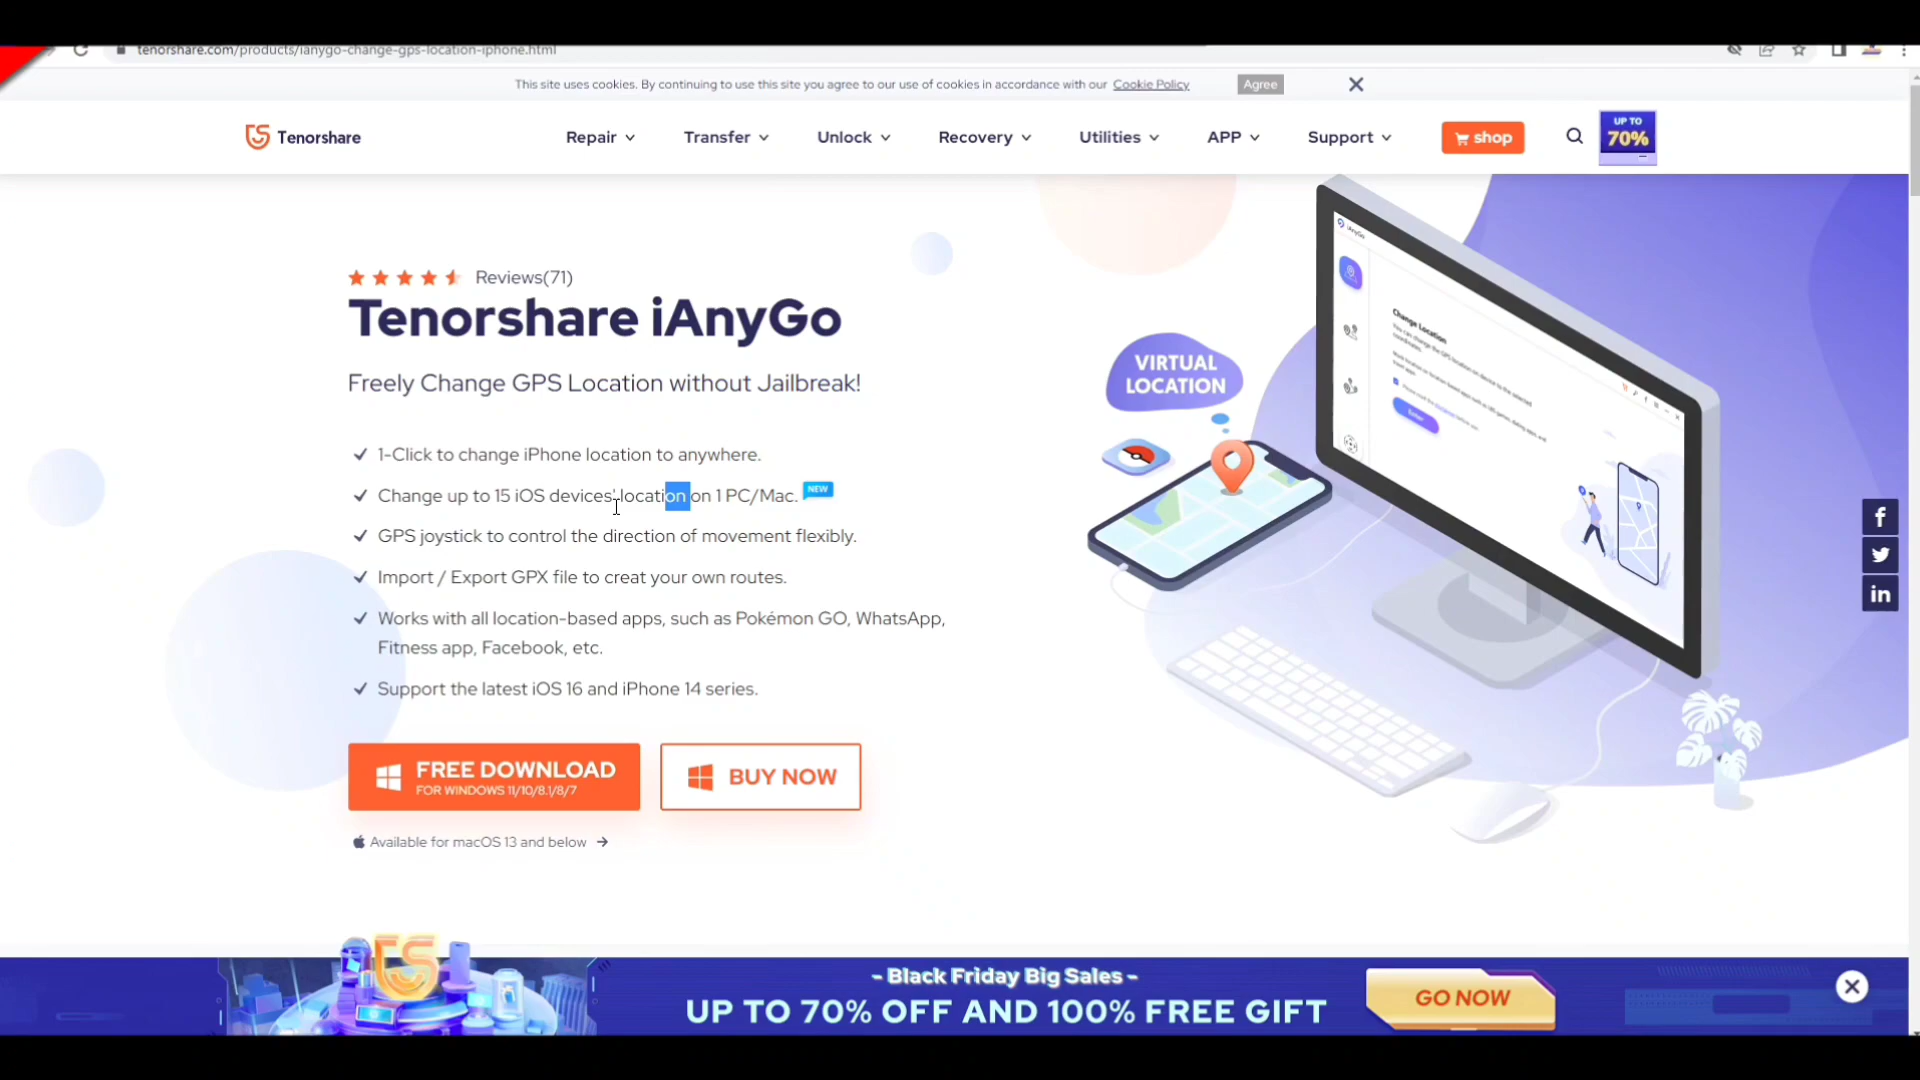 tenorshare.com/products/ianygo-change-gps-location-iphone.html
This site uses cookies. By continuing to use this site you agree to our use of cookies in accordance with our Cookie Policy
Agree
Tenorshare
Repair
Transfer
Unlock
Recovery
Utilities
APP
Support
shop
UP TO
70%
Reviews(71)
Tenorshare iAnyGo
Freely Change GPS Location without Jailbreak!
1-Click to change iPhone location to anywhere.
Change up to 15 iOS devices' location on 1 PC/Mac.
NEW
GPS joystick to control the direction of movement flexibly.
Import / Export GPX file to creat your own routes.
Works with all location-based apps, such as Pokémon GO, WhatsApp,
Fitness app, Facebook, etc.
Support the latest iOS 16 and iPhone 14 series.
FREE DOWNLOAD
FOR WINDOWS 11/10/8.1/8/7
BUY NOW
Available for macOS 13 and below
VIRTUAL
LOCATION
iAnyGo
Change Location
Enter
- Black Friday Big Sales -
UP TO 70% OFF AND 100% FREE GIFT
GO NOW